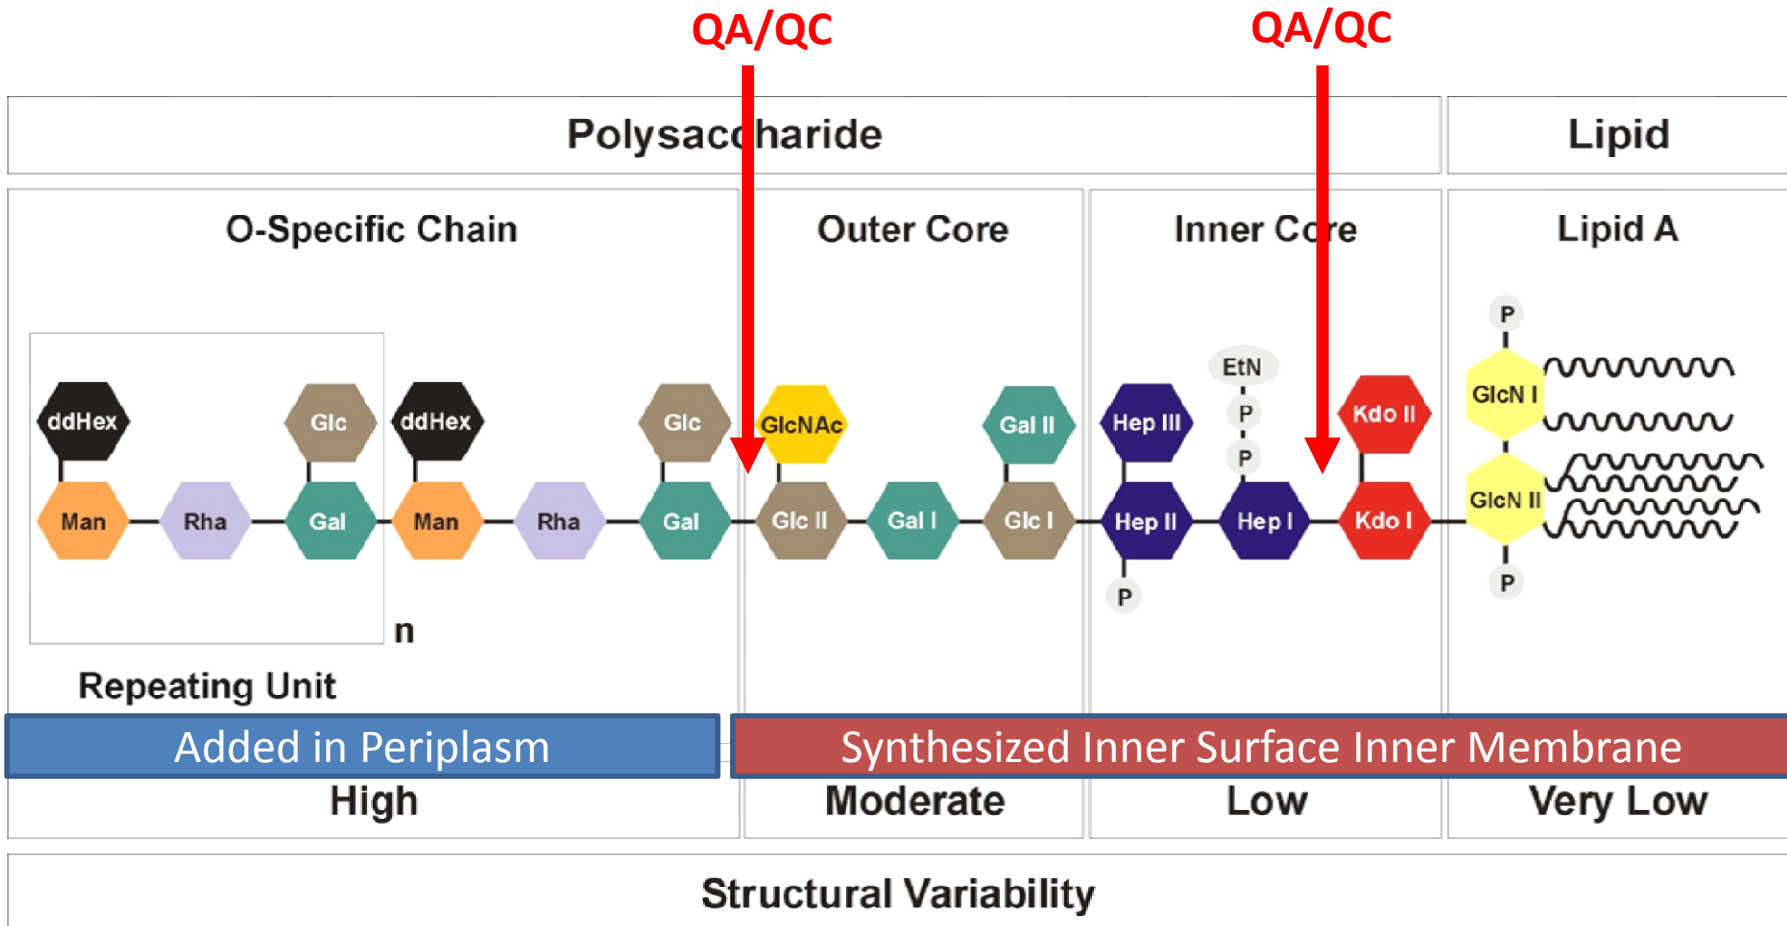 QA/QC QA/QC
Polysaccharide Lipid
O-Specific Chain Outer Core Inner Core Lipid A
P
EtN
ddHex Glc ddHex Glc GlcNAc Gal II Hep III P Kdo II GlcN I
P
Man Rha Gal Man Rha Gal Glc II Gal I Glc I Hep II Hep I Kdo I GlcN II
P P
n
Repeating Unit
Added in Periplasm Synthesized Inner Surface Inner Membrane
High Moderate Low Very Low
Structural Variability